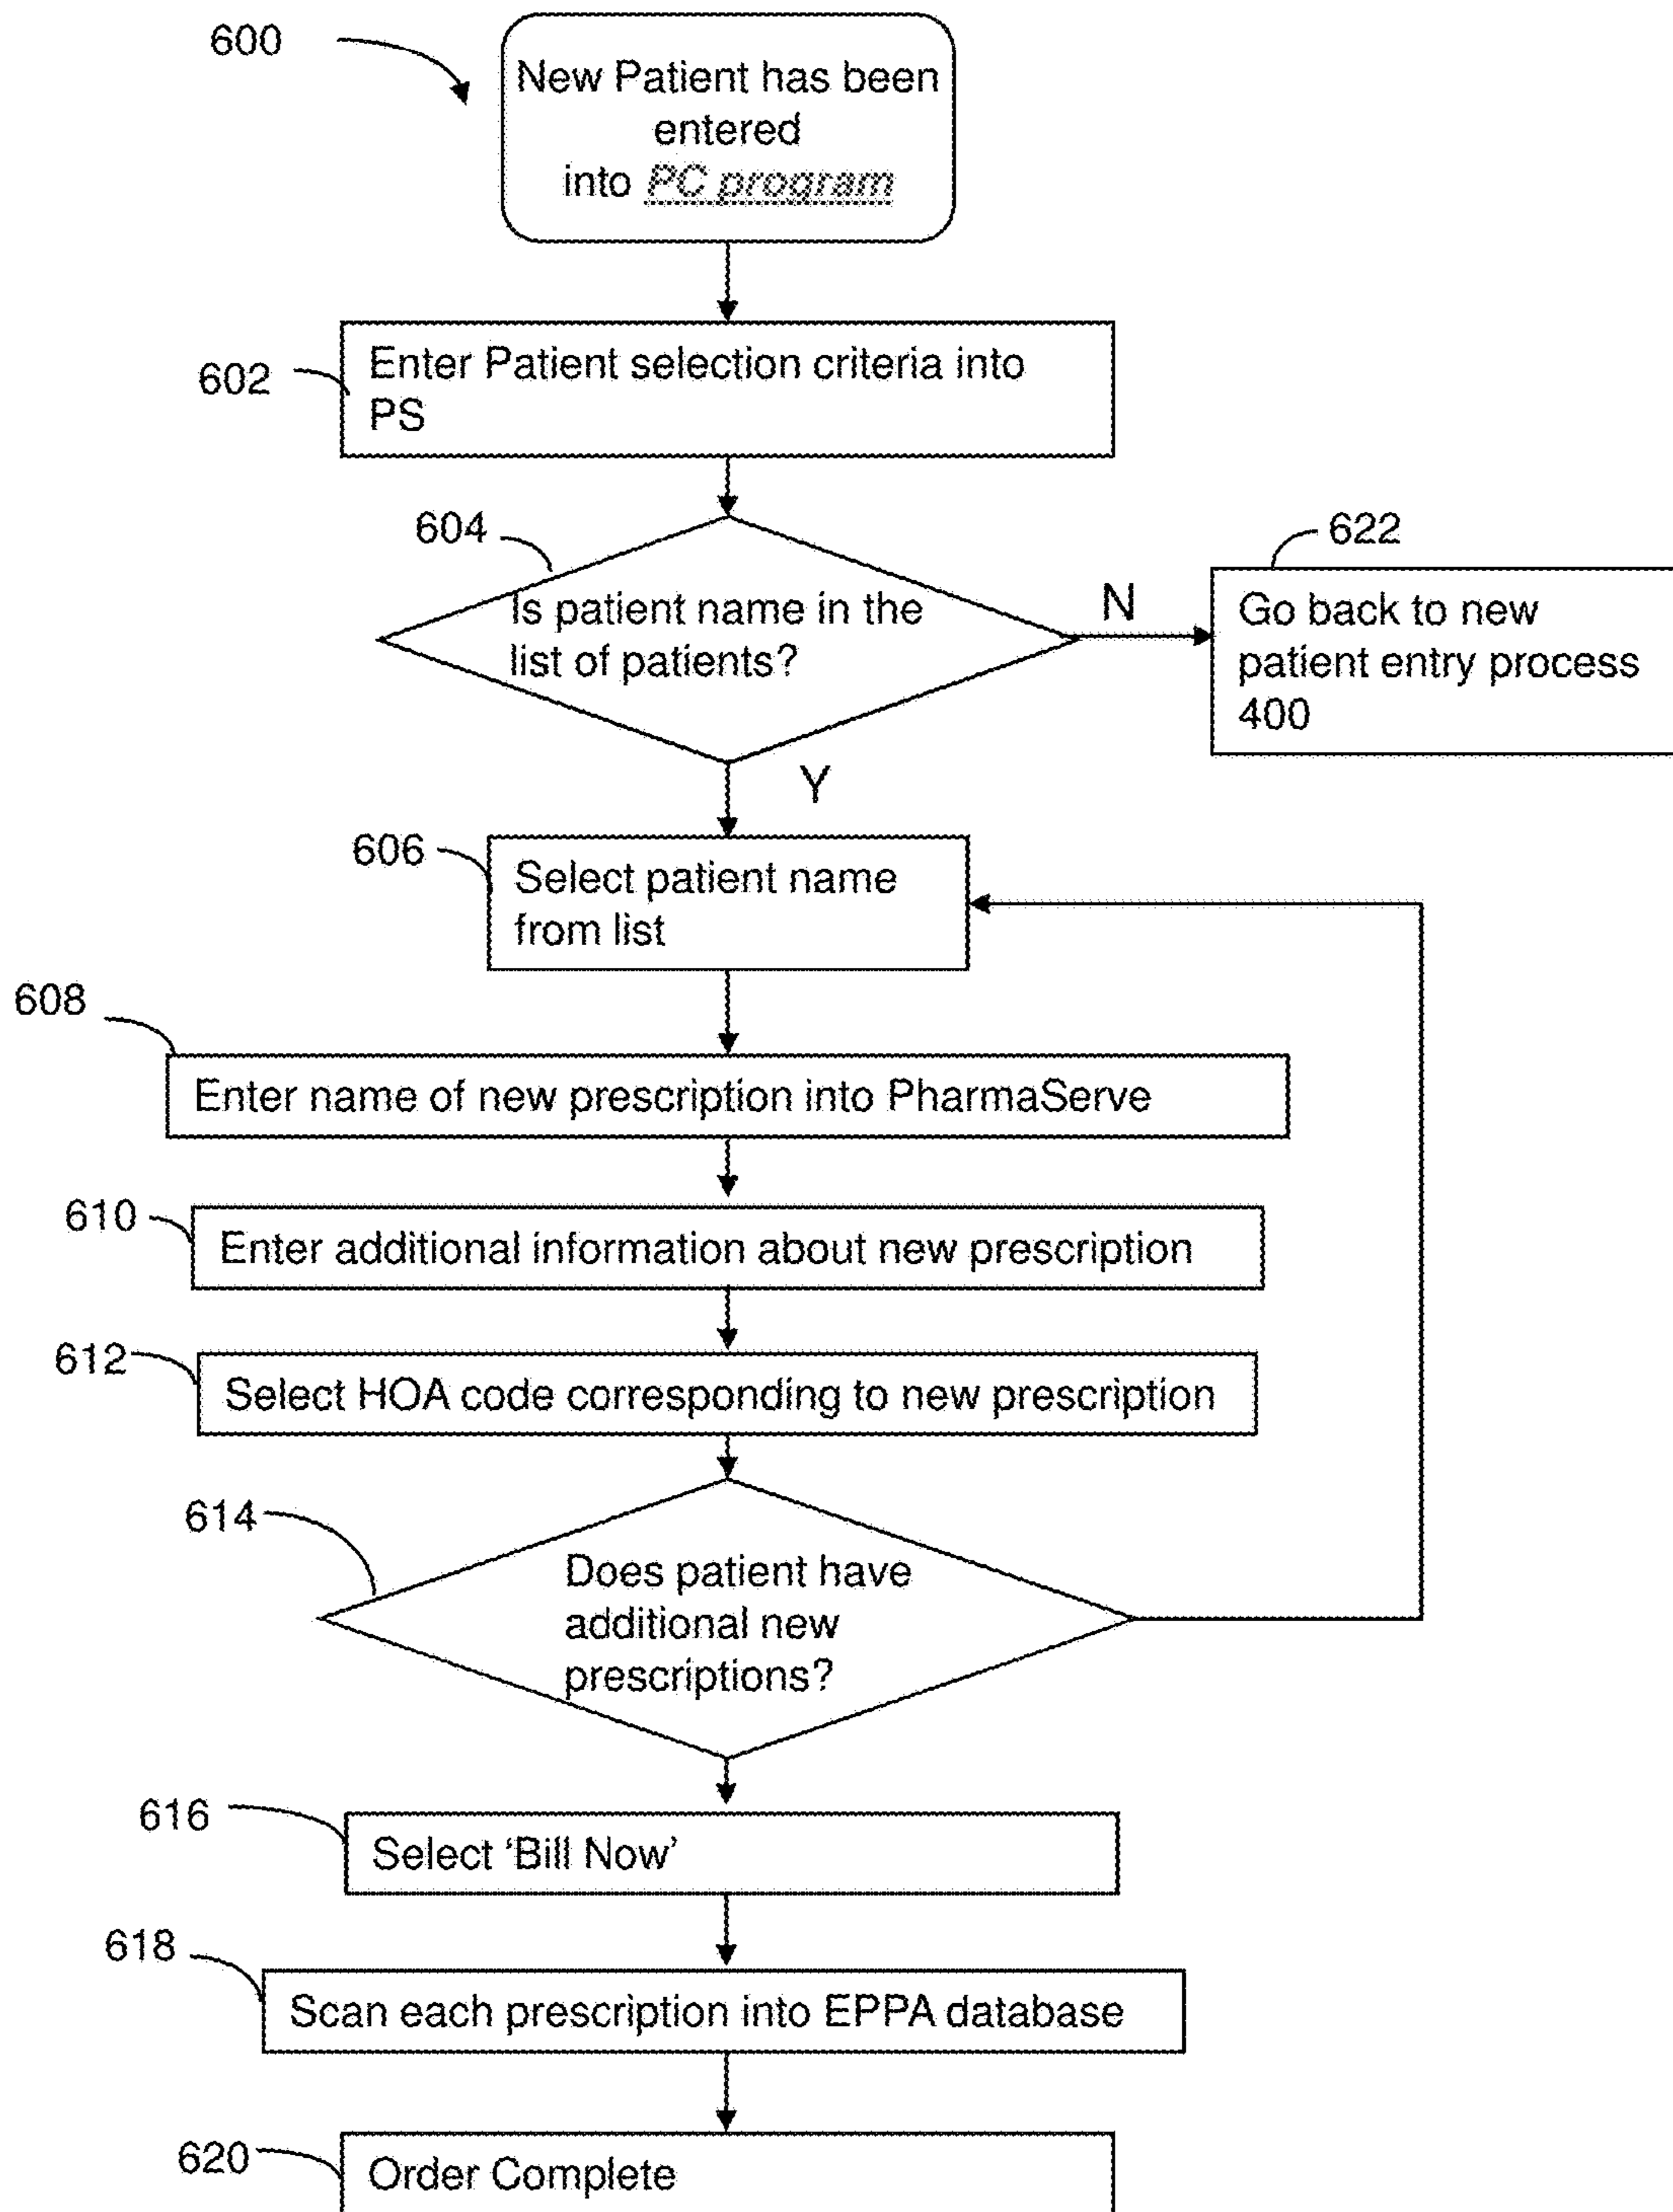 600
New Patient has been
entered
into PC program
602
Enter Patient selection criteria into
PS
604
Is patient name in the
list of patients?
N
622
Go back to new
patient entry process
400
Y
606
Select patient name
from list
608
Enter name of new prescription into PharmaServe
610
Enter additional information about new prescription
612
Select HOA code corresponding to new prescription
614
Does patient have
additional new
prescriptions?
616
Select ‘Bill Now’
618
Scan each prescription into EPPA database
620
Order Complete